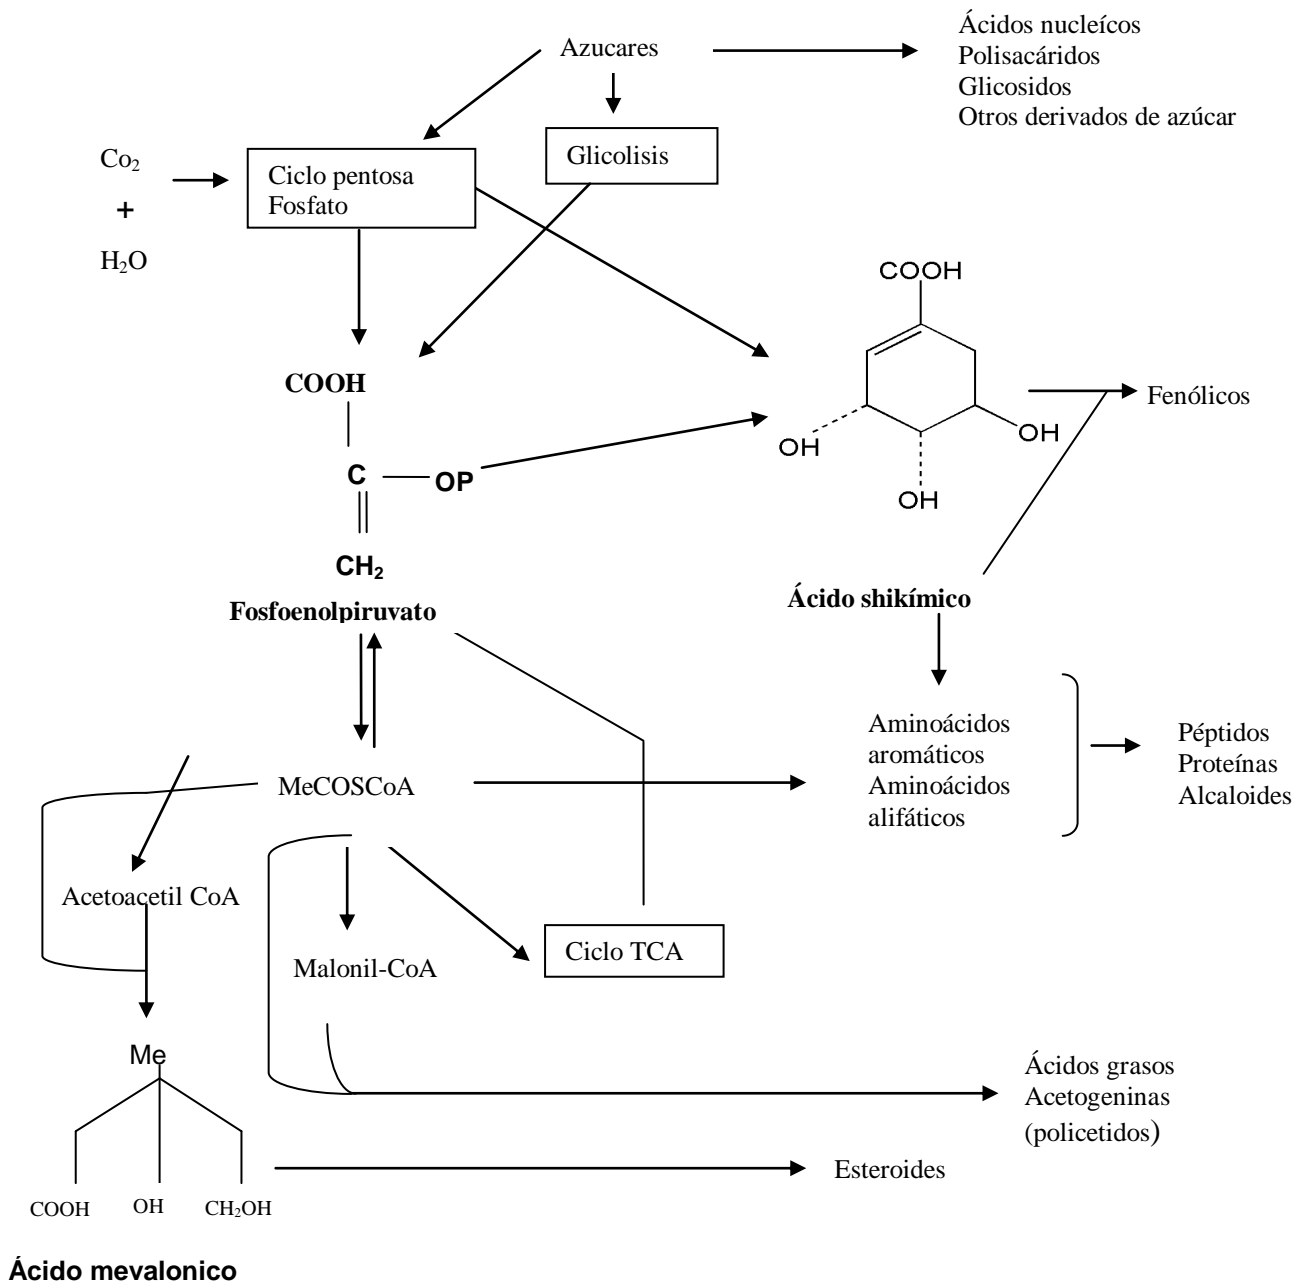 Azucares
Ácidos nucleícos
Polisacáridos
Glicosidos
Otros derivados de azúcar
Co₂
+
H₂O
Ciclo pentosa
Fosfato
Glicolisis
COOH
OH
OH
OH
Fenólicos
COOH
C
OP
CH₂
Fosfoenolpiruvato
Ácido shikímico
Aminoácidos
aromáticos
Aminoácidos
alifáticos
Péptidos
Proteínas
Alcaloides
MeCOSCoA
Acetoacetil CoA
Malonil-CoA
Ciclo TCA
Me
COOH
OH
CH₂OH
Ácidos grasos
Acetogeninas
(policetidos)
Esteroides
Ácido mevalonico